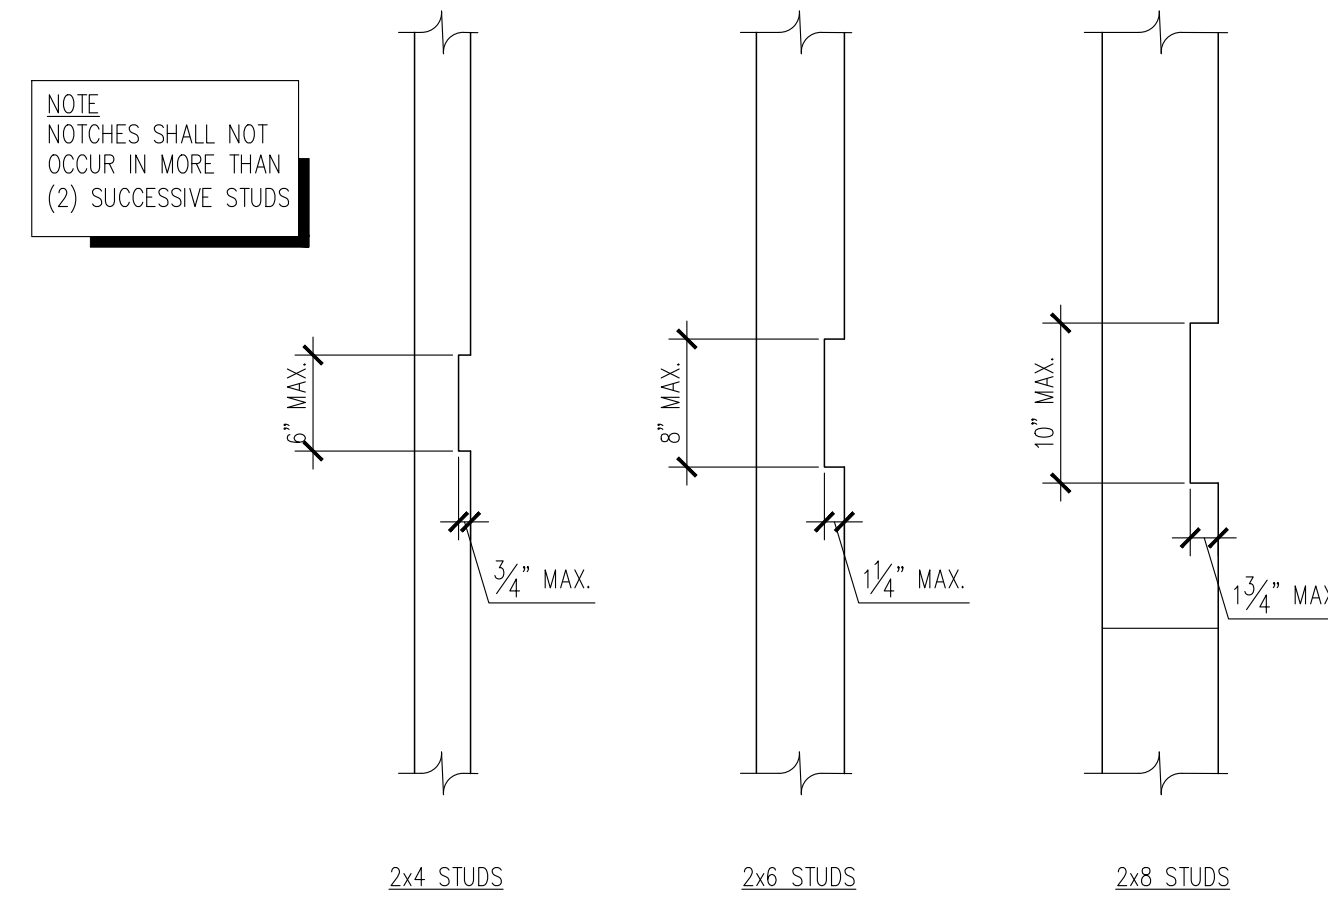 NOTE
NOTCHES SHALL NOT
OCCUR IN MORE THAN
(2) SUCCESSIVE STUDS
6" MAX.
8" MAX.
10" MAX.
3/4" MAX.
1 1/4" MAX.
1 3/4"
2x4 STUDS
2x6 STUDS
2x8 STUDS